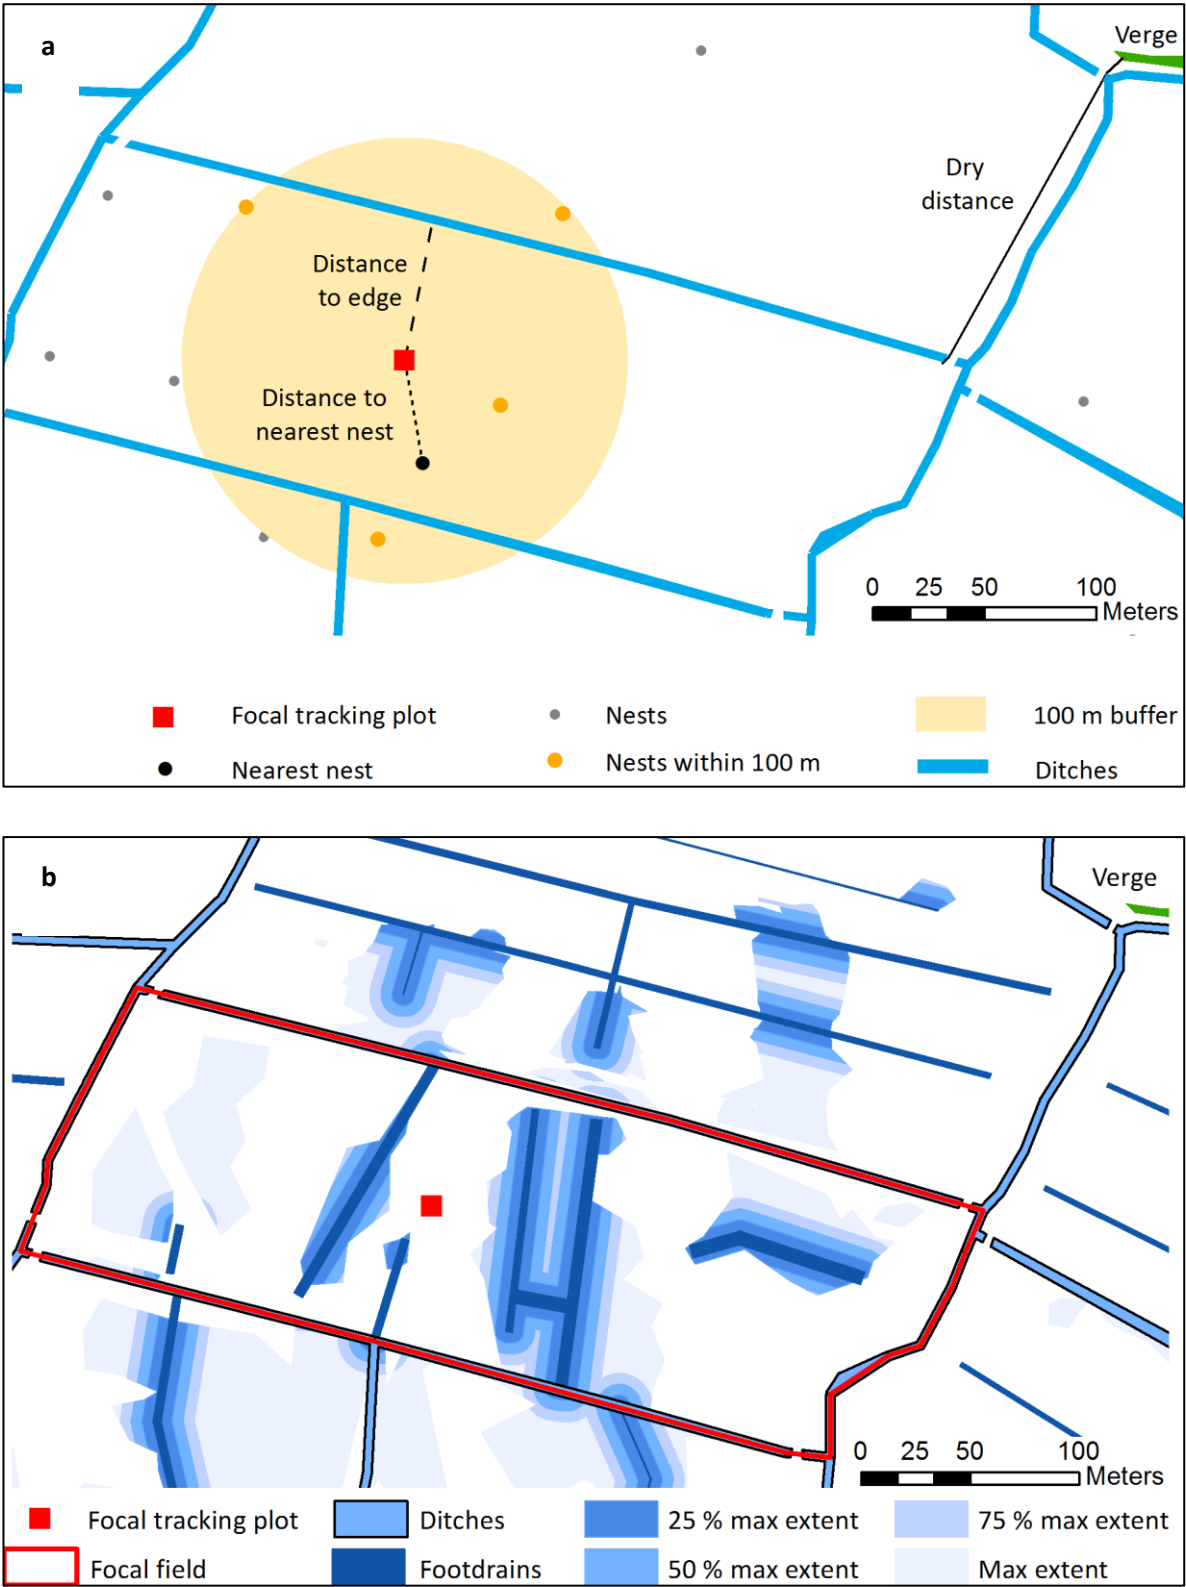 a
Verge
Dry
distance
Distance
to edge
Distance to
nearest nest
0 25 50 100
Meters
Focal tracking plot
Nests
100 m buffer
Nearest nest
Nests within 100 m
Ditches
b
Verge
0 25 50 100
Meters
Focal tracking plot
Ditches
25 % max extent
75 % max extent
Focal field
Footdrains
50 % max extent
Max extent